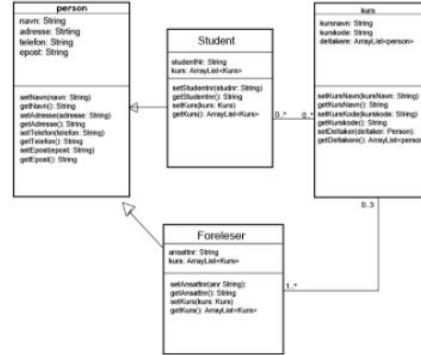 person
navn: String
adresse: String
telefon: String
epost: String
setNavn(navn: String)
getNavn(): String
setAdresse(adresse: String)
getAdresse(): String
setTelefon(telefon: String)
getTelefon(): String
setEpost(epost: String)
getEpost(): String
Student
studentNr: String
kurs: ArrayList<Kurs>
setStudentnr(studnr: String)
getStudentnr(): String
setKurs(kurs: Kurs)
getKurs(): ArrayList<Kurs>
0..*
0..*
kurs
kursnavn: String
kurskode: String
deltakere: ArrayList<person>
setKursNavn(kursNavn: String)
getKursNavn(): String
setKursKode(kurskode: String)
getKurskode(): String
setDeltaker(deltaker: Person)
getDeltakere(): ArrayList<person
0..3
Foreleser
ansattnr: String
kurs: ArrayList<Kurs>
setAnsattnr(anr String):
getAnsattnr(): String
setKurs(kurs: Kurs)
getKurs(): ArrayList<Kurs>
1..*